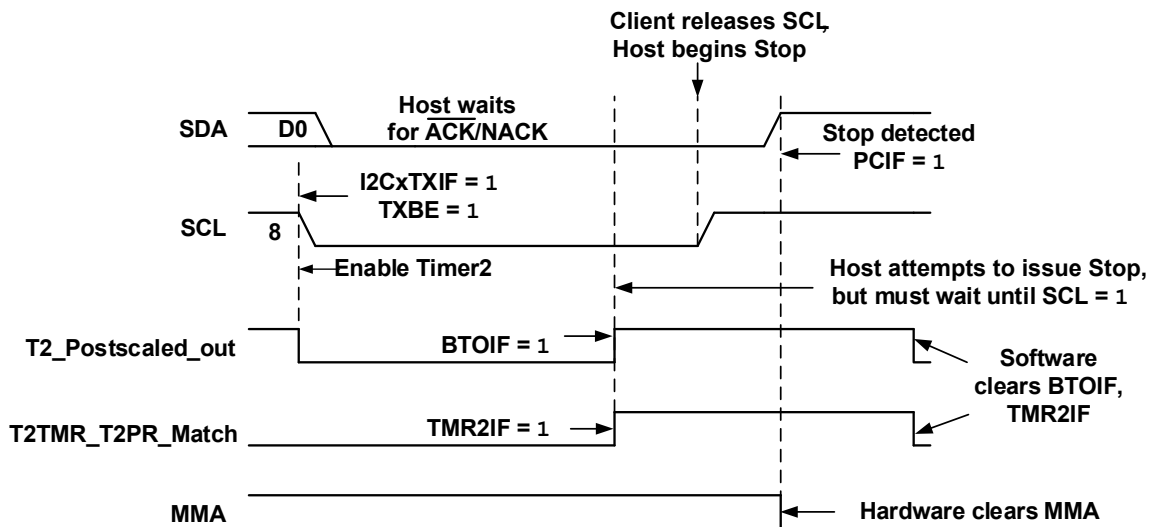 Client releases SCL,
Host begins Stop
SDA
D0
Host waits
for ACK/NACK
Stop detected
PCIF = 1
I2CxTXIF = 1
TXBE = 1
SCL
8
Enable Timer2
Host attempts to issue Stop,
but must wait until SCL = 1
T2_Postscaled_out
BTOIF = 1
Software
clears BTOIF,
TMR2IF
T2TMR_T2PR_Match
TMR2IF = 1
MMA
Hardware clears MMA